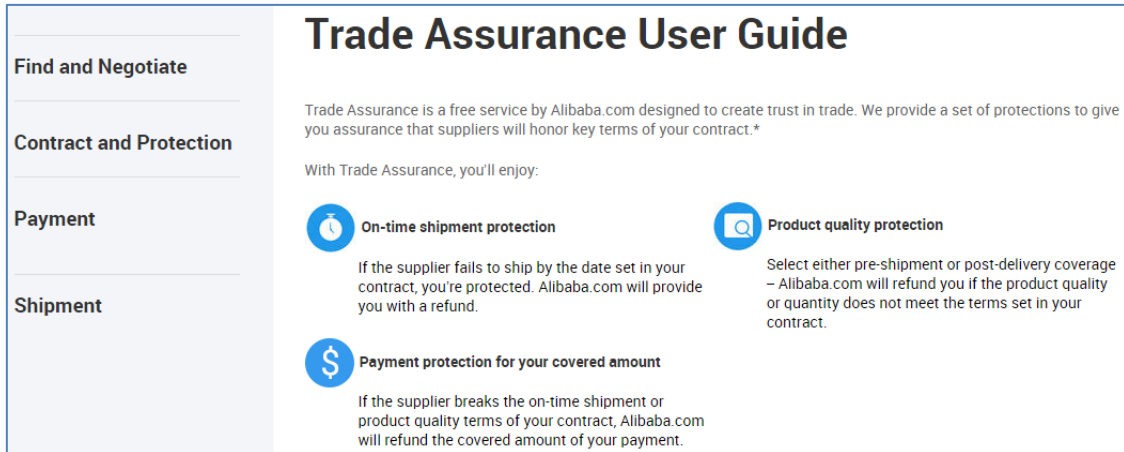 Find and Negotiate
Contract and Protection
Payment
Shipment
Trade Assurance User Guide
Trade Assurance is a free service by Alibaba.com designed to create trust in trade. We provide a set of protections to give
you assurance that suppliers will honor key terms of your contract.*
With Trade Assurance, you'll enjoy:
On-time shipment protection
If the supplier fails to ship by the date set in your
contract, you're protected. Alibaba.com will provide
you with a refund.
Product quality protection
Select either pre-shipment or post-delivery coverage
– Alibaba.com will refund you if the product quality
or quantity does not meet the terms set in your
contract.
$
Payment protection for your covered amount
If the supplier breaks the on-time shipment or
product quality terms of your contract, Alibaba.com
will refund the covered amount of your payment.